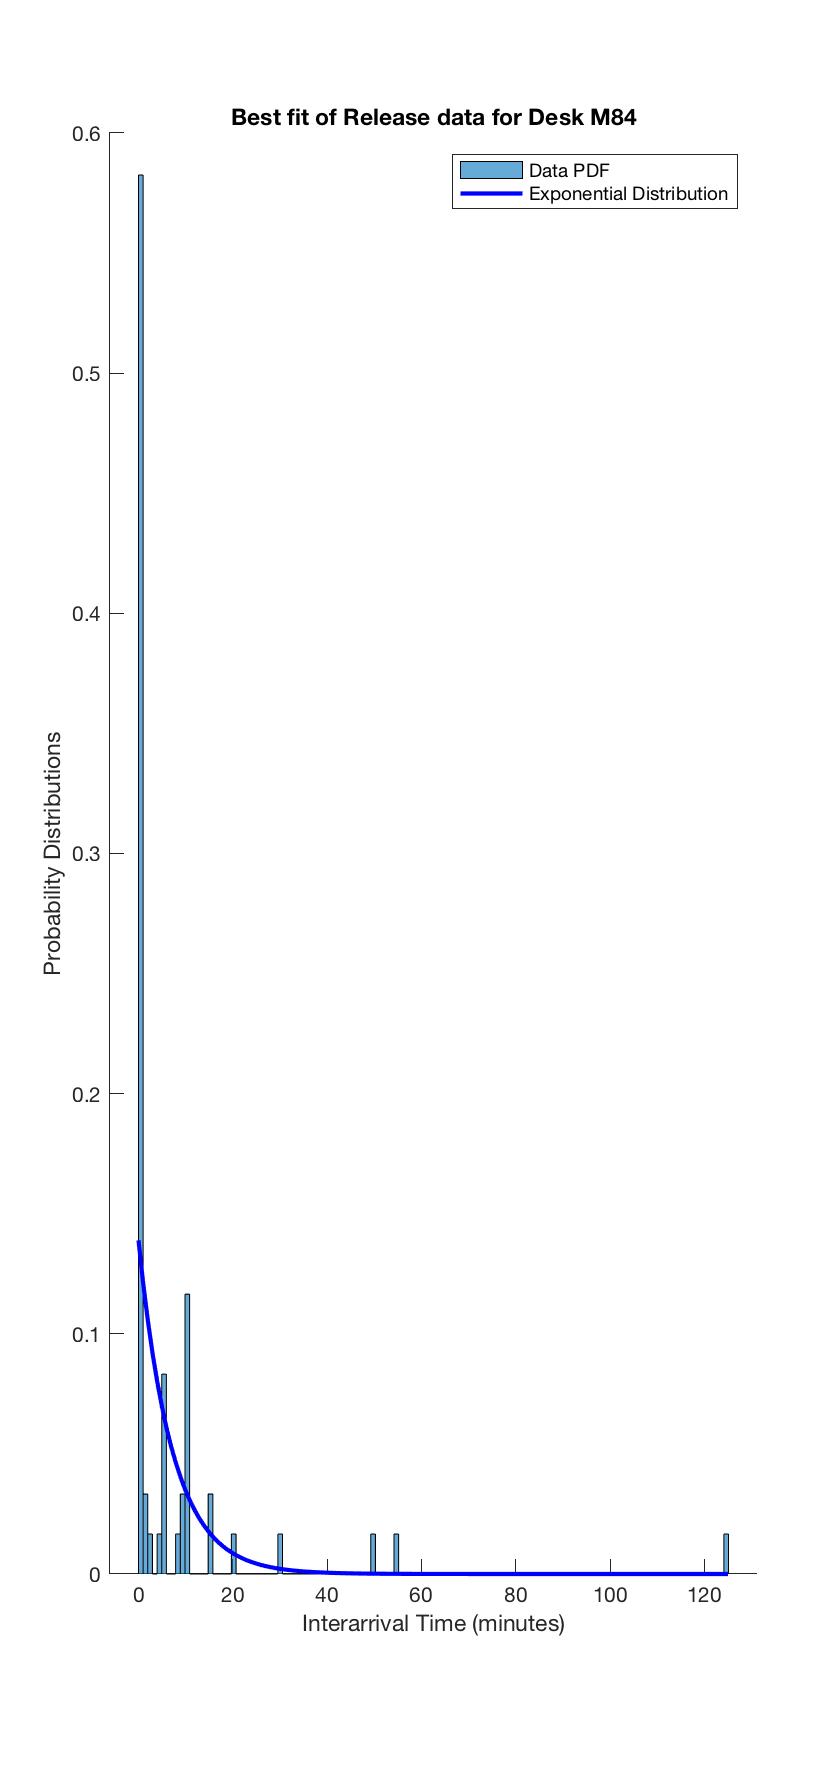 Best fit of Release data for Desk M84
Data PDF
Exponential Distribution
0.6
0.5
0.4
0.3
0.2
0.1
0
Probability Distributions
0 20 40 60 80 100 120
Interarrival Time (minutes)